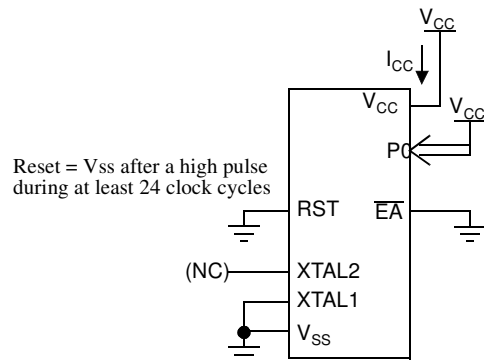 VCC
ICC
VCC
VCC
P0
Reset = Vss after a high pulse
during at least 24 clock cycles
RST
EA
(NC)
XTAL2
XTAL1
VSS